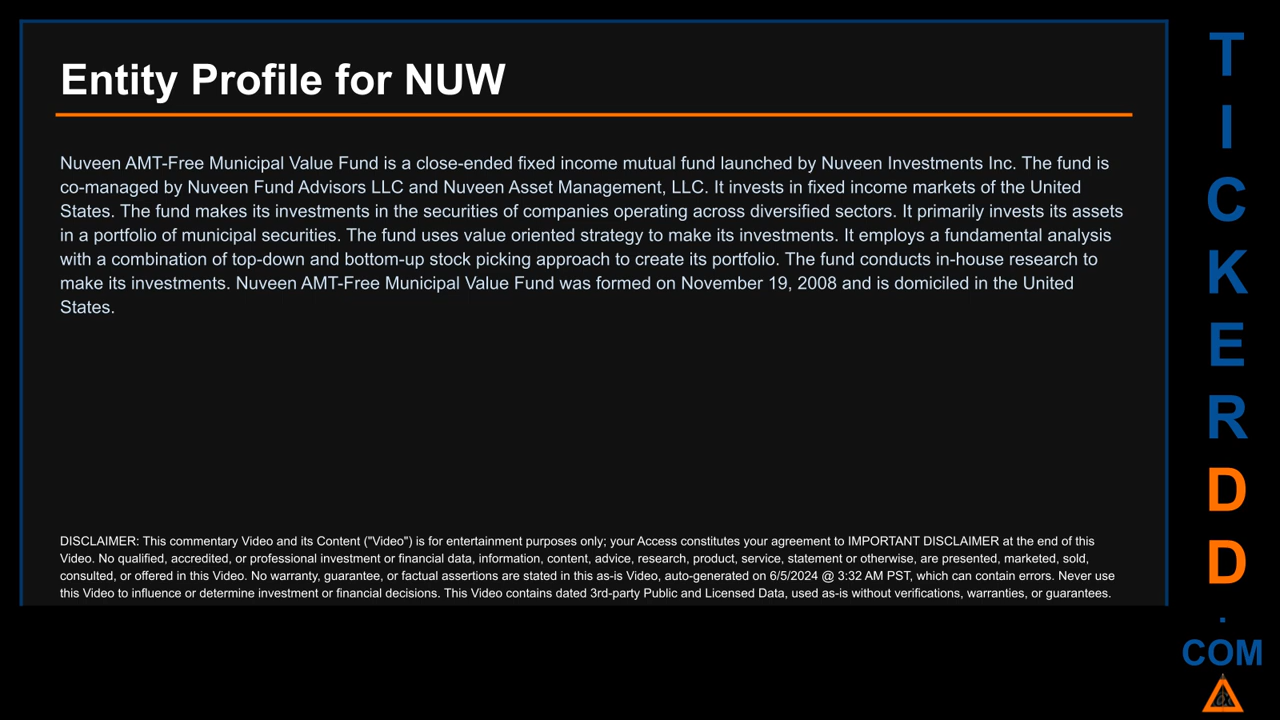 Entity Profile for NUW
Nuveen AMT-Free Municipal Value Fund is a close-ended fixed income mutual fund launched by Nuveen Investments Inc. The fund is
co-managed by Nuveen Fund Advisors LLC and Nuveen Asset Management, LLC. It invests in fixed income markets of the United
States. The fund makes its investments in the securities of companies operating across diversified sectors. It primarily invests its assets
in a portfolio of municipal securities. The fund uses value oriented strategy to make its investments. It employs a fundamental analysis
with a combination of top-down and bottom-up stock picking approach to create its portfolio. The fund conducts in-house research to
make its investments. Nuveen AMT-Free Municipal Value Fund was formed on November 19, 2008 and is domiciled in the United
States.
DISCLAIMER: This commentary Video and its Content ("Video") is for entertainment purposes only; your Access constitutes your agreement to IMPORTANT DISCLAIMER at the end of this
Video. No qualified, accredited, or professional investment or financial data, information, content, advice, research, product, service, statement or otherwise, are presented, marketed, sold,
consulted, or offered in this Video. No warranty, guarantee, or factual assertions are stated in this as-is Video, auto-generated on 6/5/2024 @ 3:32 AM PST, which can contain errors. Never use
this Video to influence or determine investment or financial decisions. This Video contains dated 3rd-party Public and Licensed Data, used as-is without verifications, warranties, or guarantees.
T
I
C
K
E
R
D
D
.
COM